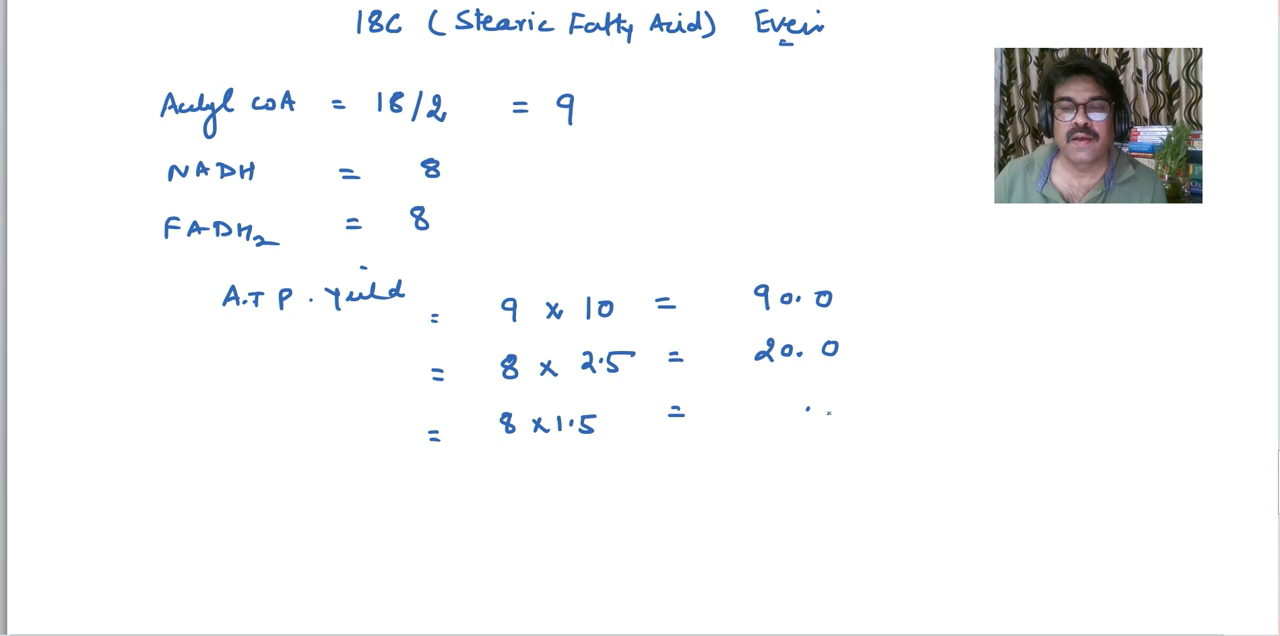 18C (Stearic Fatty Acid) Even
Acetyl coA = 18/2 = 9
NADH = 8
FADH2 = 8
A.T.P. Yield = 9 x 10 = 90.0
= 8 x 2.5 = 20.0
= 8 x 1.5 = .